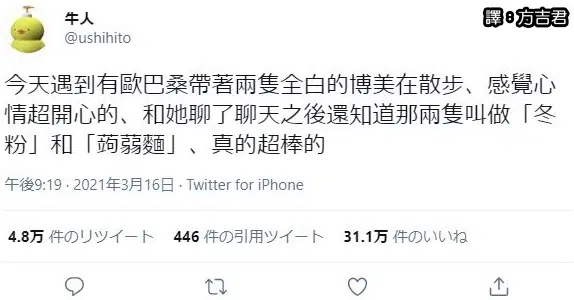 牛人
@ushihito
譯:方吉君
今天遇到有歐巴桑帶著兩隻全白的博美在散步、感覺心
情超開心的、和她聊了聊天之後還知道那兩隻叫做「冬
粉」和「蒟蒻麵」、真的超棒的
午後9:19 · 2021年3月16日 · Twitter for iPhone
4.8万 件のリツイート 446 件の引用ツイート 31.1万 件のいいね